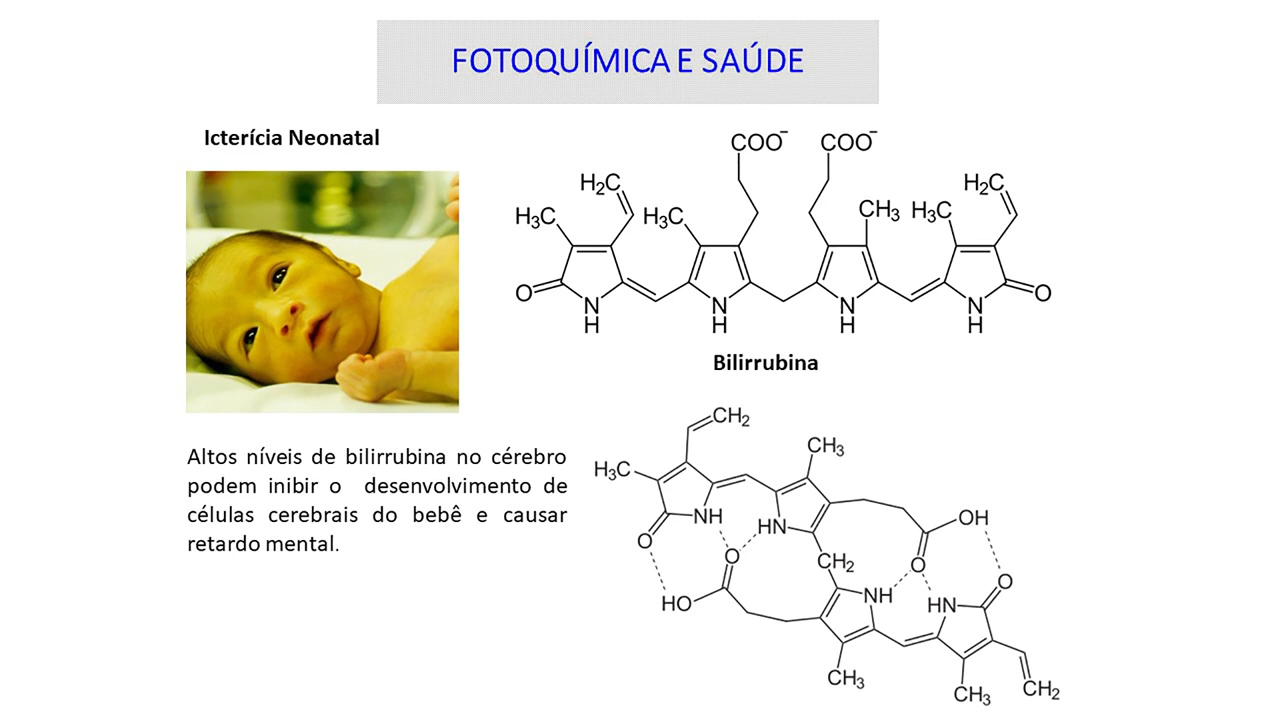 FOTOQUÍMICA E SAÚDE
Icterícia Neonatal
COO⁻ COO⁻
H₂C H₂C
H₃C H₃C CH₃ H₃C
O N H N H N H N H O
Bilirrubina
Altos níveis de bilirrubina no cérebro
podem inibir o desenvolvimento de
células cerebrais do bebê e causar
retardo mental.
CH₂
CH₃
H₃C
NH HN OH
O O O
CH₂
HO NH HN O
CH₃ CH₃ CH₂